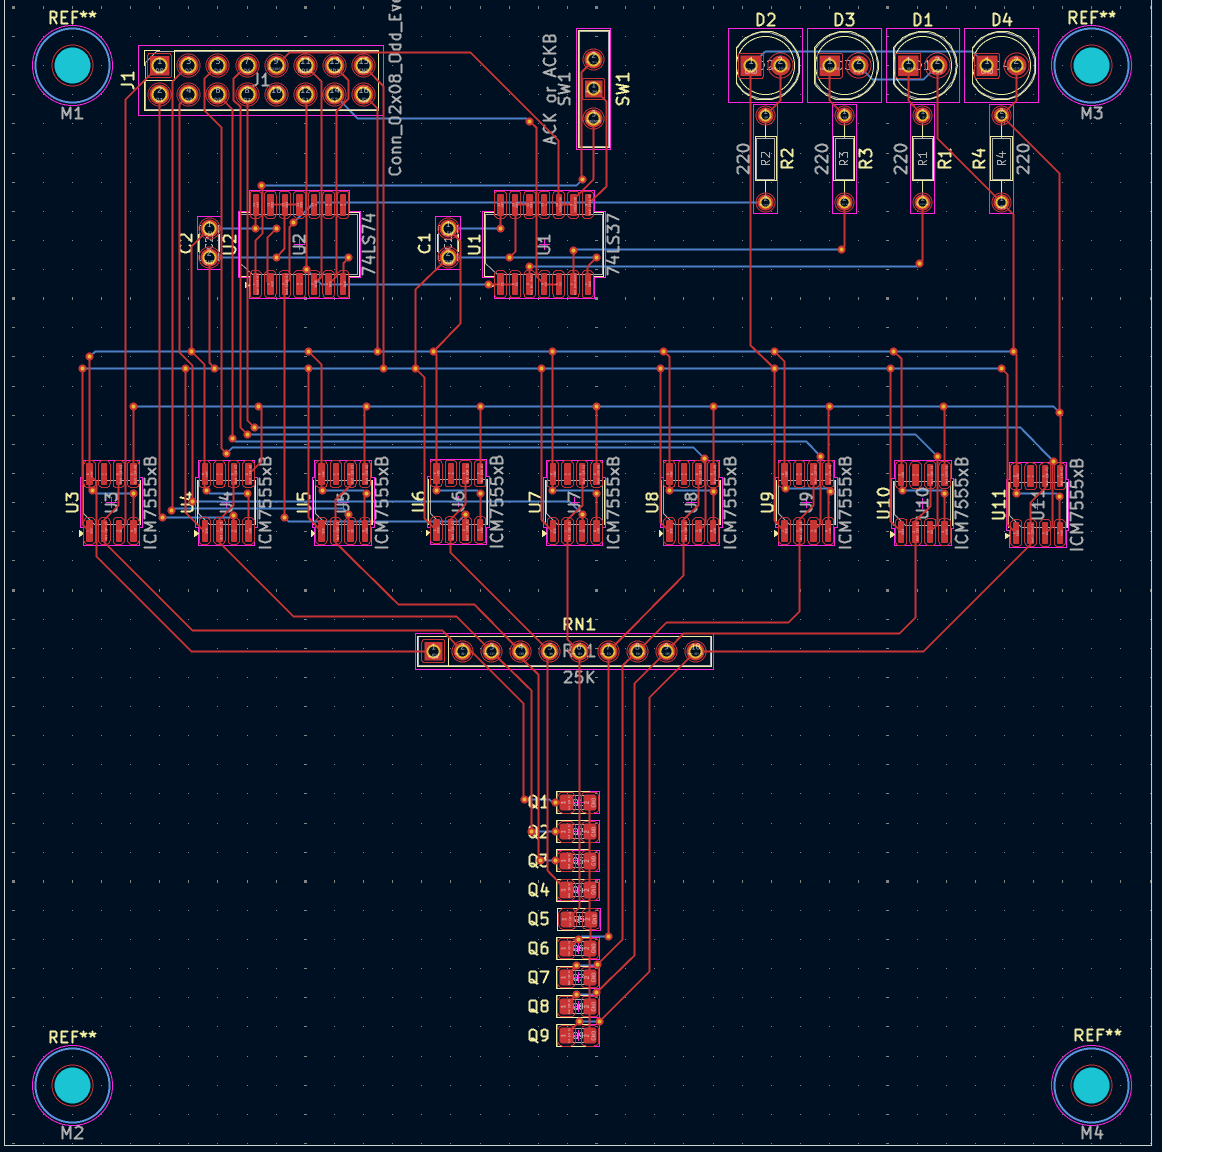 REF**
M1
J1
J1
Conn_02x08_Odd_Eve
ACK or ACKB
SW1
SW1
D2
D3
D1
D4
REF**
M3
220
R2
R2
220
R3
R3
220
R1
R1
R4
R4
220
C2
U2
U2
74LS74
C1
U1
U1
74LS37
U3
U3
ICM7555xB
U4
U4
ICM7555xB
U5
U5
ICM7555xB
U6
U6
ICM7555xB
U7
U7
ICM7555xB
U8
U8
ICM7555xB
U9
U9
ICM7555xB
U10
U10
ICM7555xB
U11
U11
ICM7555xB
RN1
25K
Q1
Q2
Q3
Q4
Q5
Q6
Q7
Q8
Q9
REF**
M2
REF**
M4